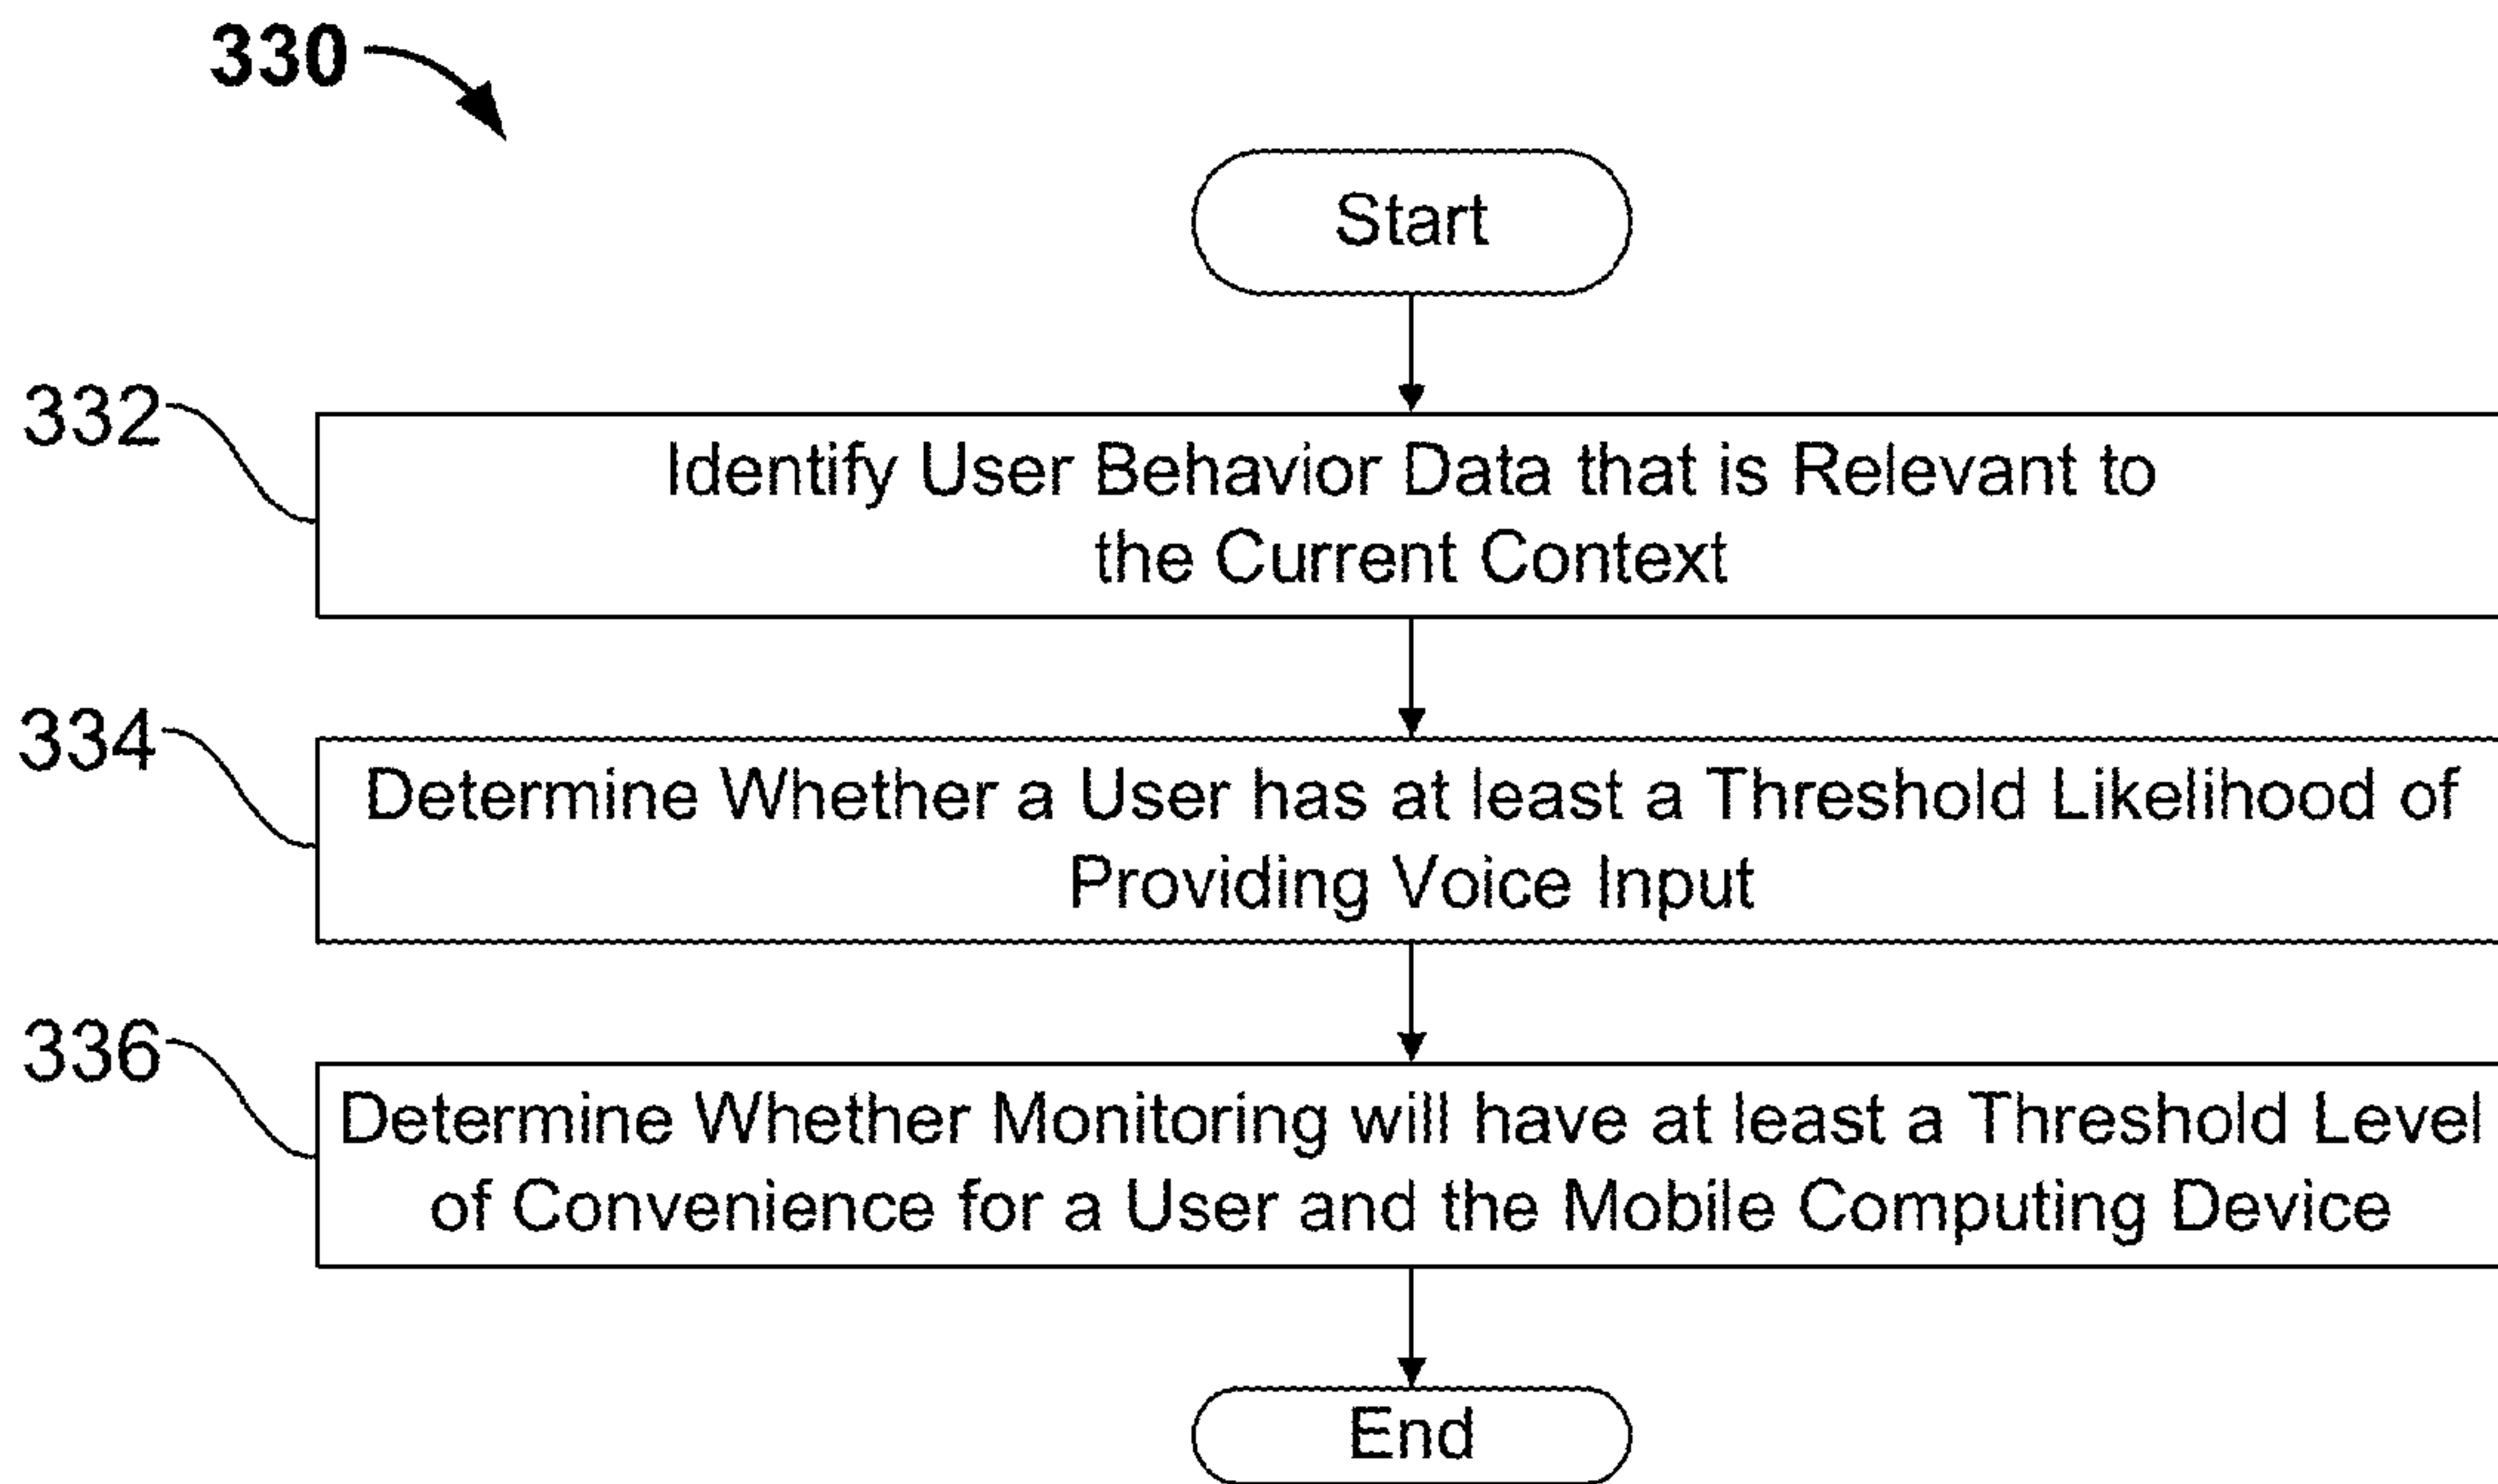 330
Start
332
Identify User Behavior Data that is Relevant to
the Current Context
334
Determine Whether a User has at least a Threshold Likelihood of
Providing Voice Input
336
Determine Whether Monitoring will have at least a Threshold Level
of Convenience for a User and the Mobile Computing Device
End